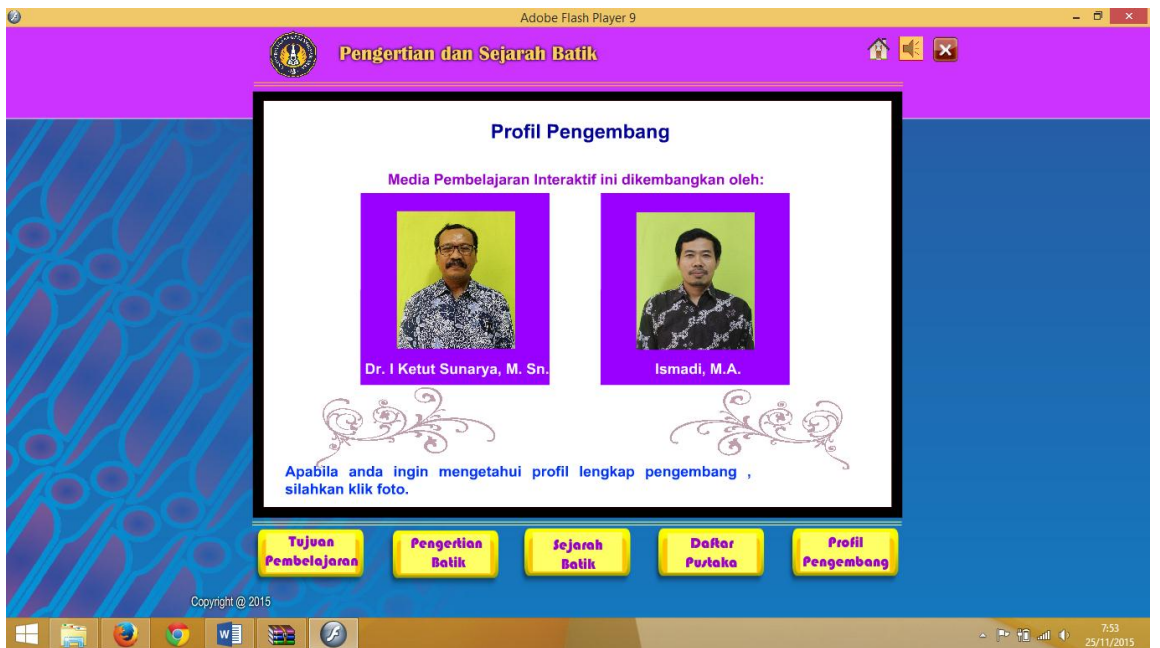 Adobe Flash Player 9
Pengertian dan Sejarah Batik
Profil Pengembang
Media Pembelajaran Interaktif ini dikembangkan oleh:
Dr. I Ketut Sunarya, M. Sn.
Ismadi, M.A.
Apabila anda ingin mengetahui profil lengkap pengembang ,
silahkan klik foto.
Tujuan
Pembelajaran
Pengertian
Batik
Sejarah
Batik
Daftar
Pustaka
Profil
Pengembang
Copyright @ 2015
7:53
25/11/2015